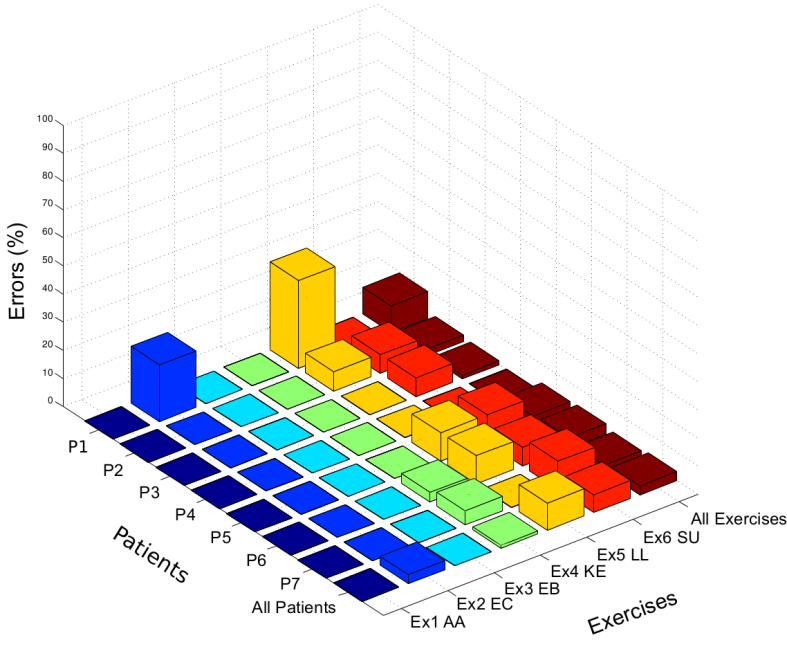 100
90
80
70
60
50
40
30
20
10
0
Errors (%)
P1
P2
P3
P4
P5
P6
P7
All Patients
Patients
Ex1 AA
Ex2 EC
Ex3 EB
Ex4 KE
Ex5 LL
Ex6 SU
All Exercises
Exercises